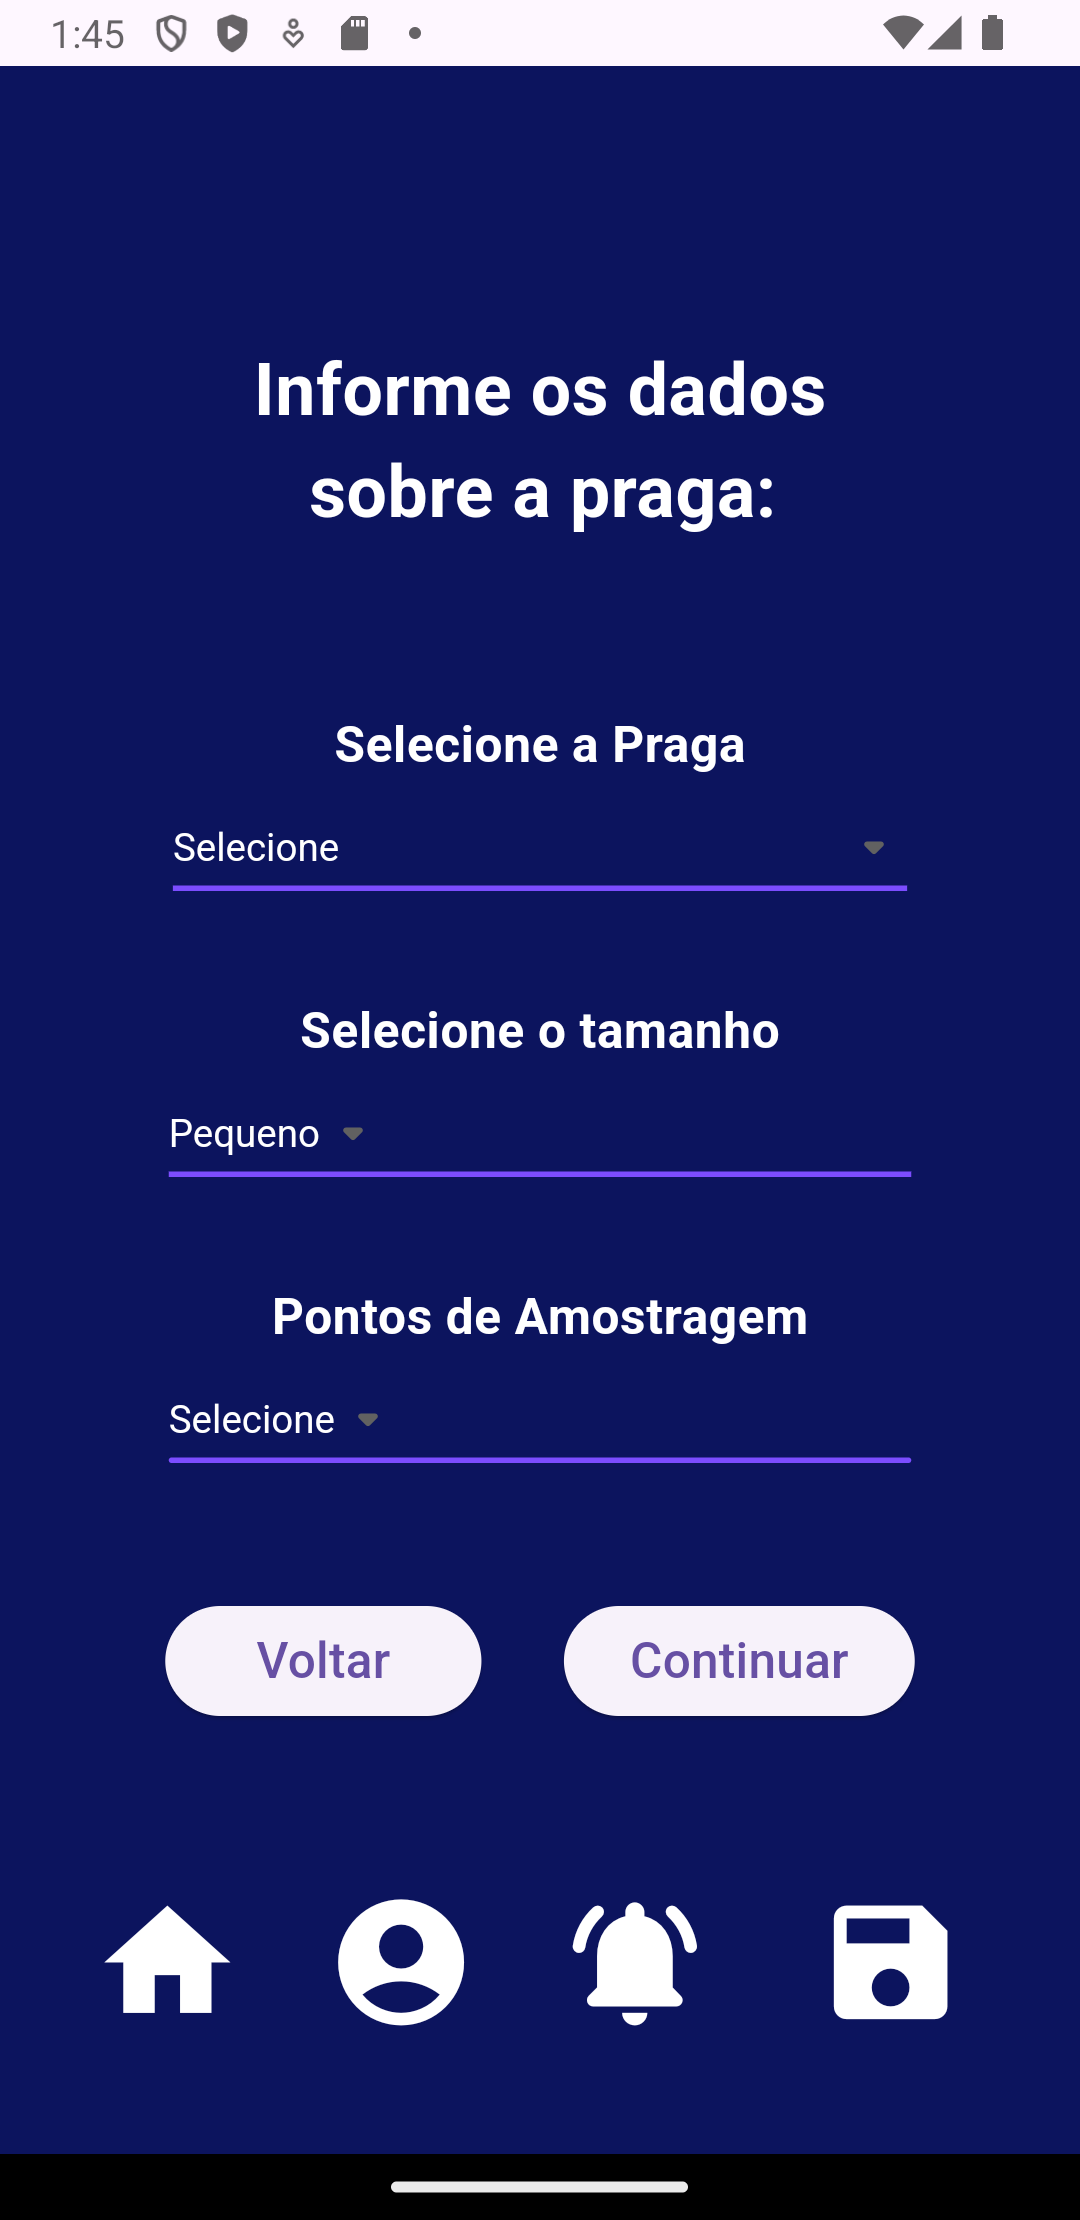 1:45
Informe os dados
sobre a praga:
Selecione a Praga
Selecione
Selecione o tamanho
Pequeno
Pontos de Amostragem
Selecione
Voltar
Continuar